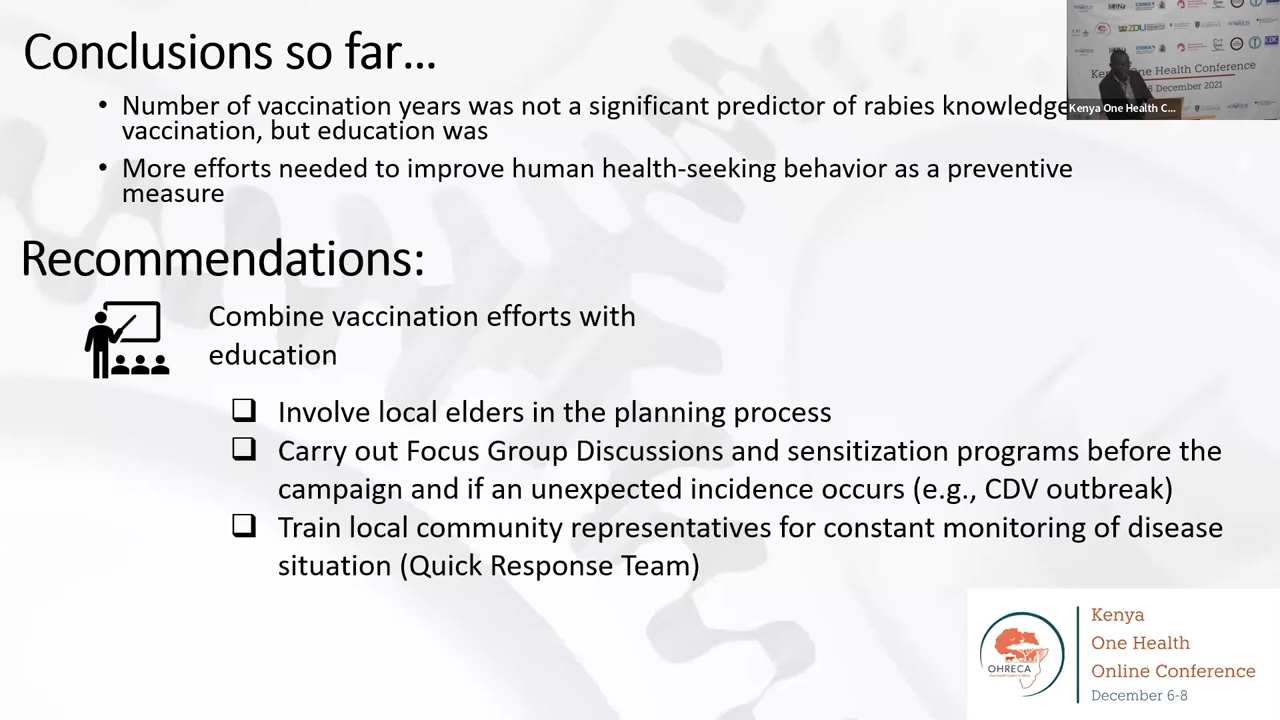 Conclusions so far…
• Number of vaccination years was not a significant predictor of rabies knowledge
vaccination, but education was
• More efforts needed to improve human health-seeking behavior as a preventive
measure
Recommendations:
Combine vaccination efforts with
education
❑ Involve local elders in the planning process
❑ Carry out Focus Group Discussions and sensitization programs before the
campaign and if an unexpected incidence occurs (e.g., CDV outbreak)
❑ Train local community representatives for constant monitoring of disease
situation (Quick Response Team)
ZDU
One Health Conference
8 December 2021
Kenya One Health C...
OHRECA
Kenya
One Health
Online Conference
December 6-8